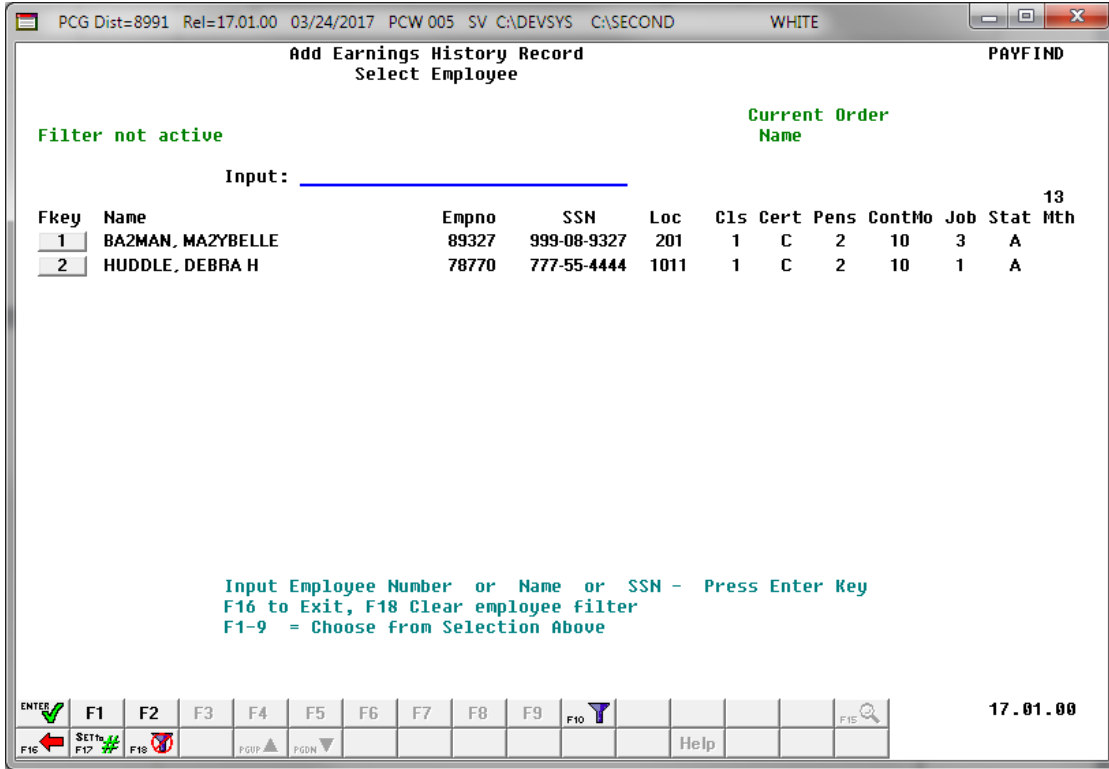 PCG Dist=8991 Rel=17.01.00 03/24/2017 PCW 005 SV C:\DEVSYS C:\SECOND WHITE
Add Earnings History Record PAYFIND
Select Employee
Current Order
Filter not active Name
Input:
13
Fkey Name Empno SSN Loc Cls Cert Pens ContMo Job Stat Mth
1 BA2MAN, MA2YBELLE 89327 999-08-9327 201 1 C 2 10 3 A
2 HUDDLE, DEBRA H 78770 777-55-4444 1011 1 C 2 10 1 A
Input Employee Number or Name or SSN - Press Enter Key
F16 to Exit, F18 Clear employee filter
F1-9 = Choose from Selection Above
ENTER F1 F2 F3 F4 F5 F6 F7 F8 F9 F10 F15 17.01.00
F16 SETto F17 # F18 PGUP PGDN Help